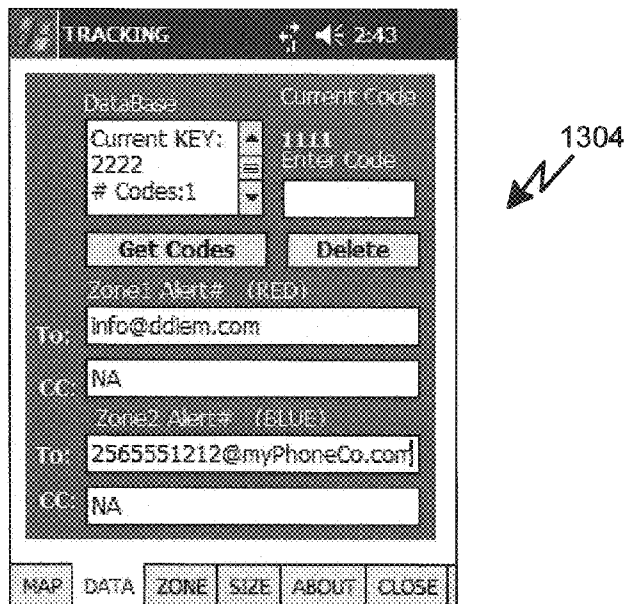 TRACKING 2:43
DataBase Current Code
Current KEY:
2222
# Codes:1
1111
Enter Code
Get Codes Delete
Zone1 Alert# (RED)
To: info@ddiem.com
CC: NA
Zone2 Alert# (BLUE)
To: 2565551212@myPhoneCo.com
CC: NA
MAP DATA ZONE SIZE ABOUT CLOSE
1304